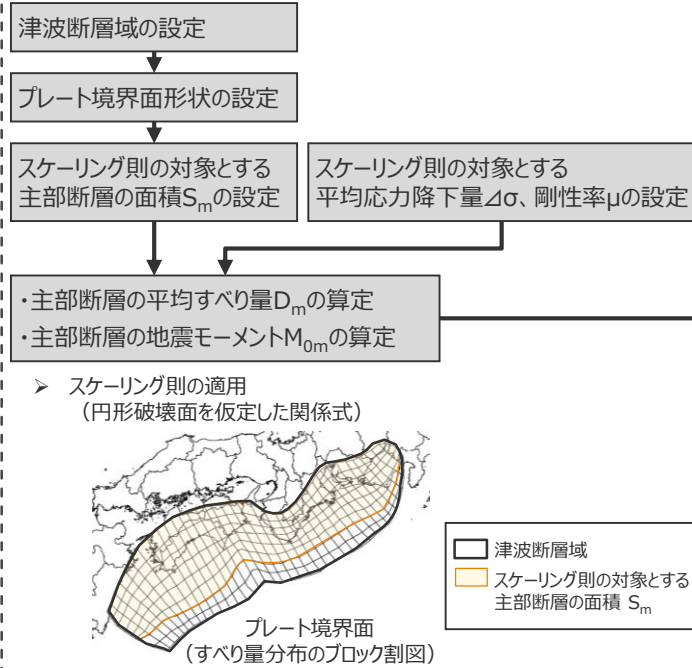 津波断層域の設定
プレート境界面形状の設定
スケーリング則の対象とする
主部断層の面積Smの設定
スケーリング則の対象とする
平均応力降下量⊿σ、剛性率μの設定
・主部断層の平均すべり量Dmの算定
・主部断層の地震モーメントM0mの算定
➢ スケーリング則の適用
（円形破壊面を仮定した関係式）
津波断層域
スケーリング則の対象とする
主部断層の面積 Sm
プレート境界面
（すべり量分布のブロック割図）